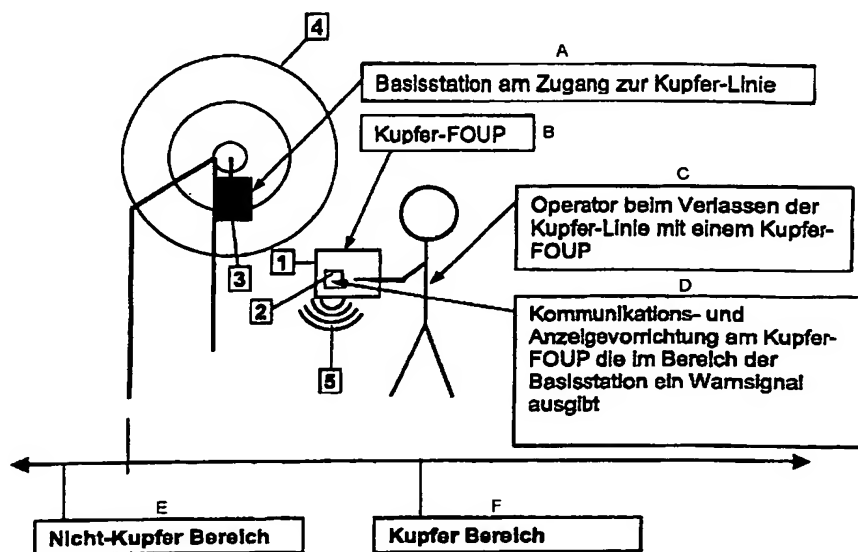 4
A
Basisstation am Zugang zur Kupfer-Linie
Kupfer-FOUP
B
C
Operator beim Verlassen der
Kupfer-Linie mit einem Kupfer-
FOUP
1
3
2
D
Kommunikations- und
Anzeigevorrichtung am Kupfer-
FOUP die im Bereich der
Basisstation ein Warnsignal
ausgibt
5
E
F
Nicht-Kupfer Bereich
Kupfer Bereich